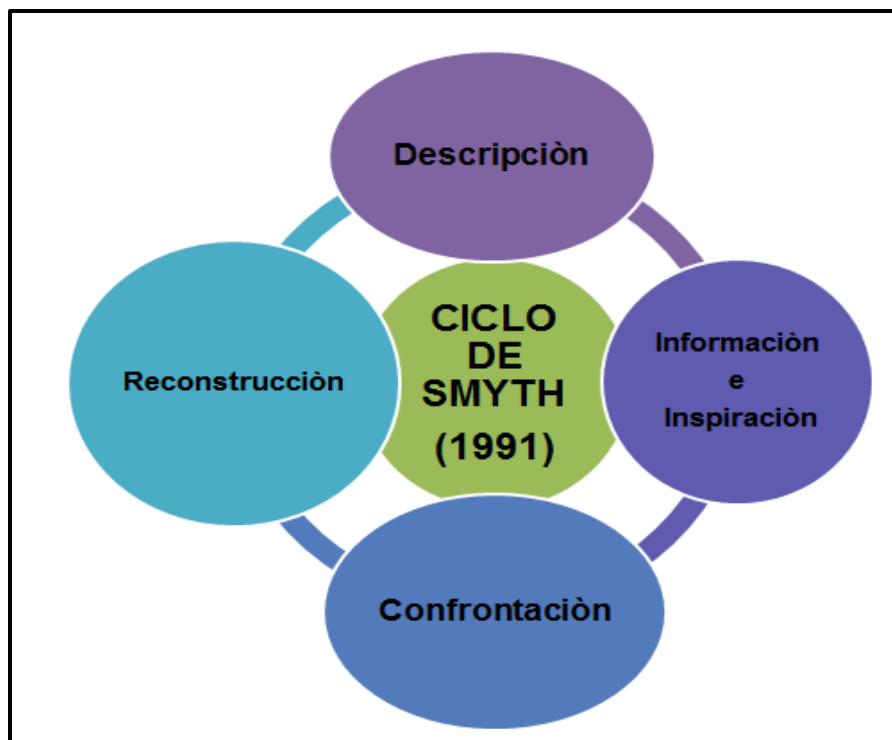 Descripciòn
CICLO
DE
SMYTH
(1991)
Informaciòn
e
Inspiraciòn
Reconstrucciòn
Confrontaciòn